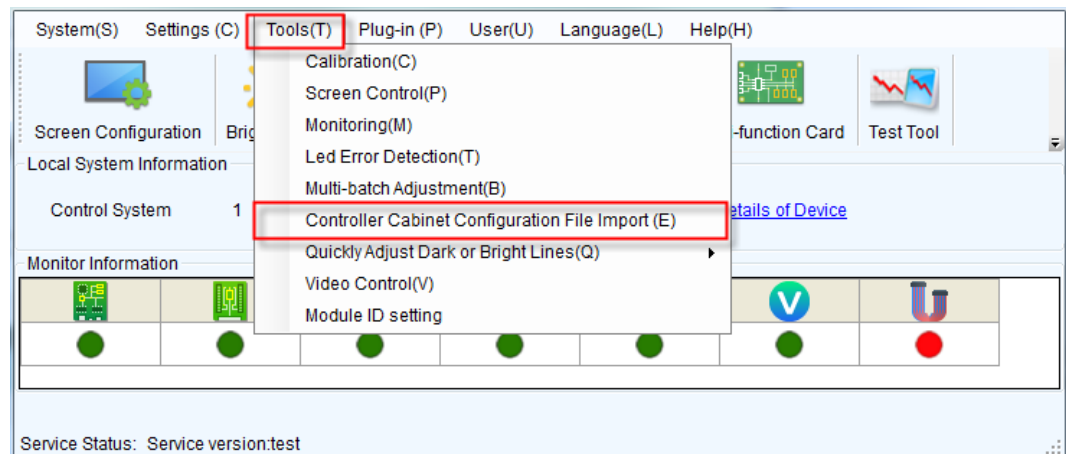 System(S) Settings (C) Tools(T) Plug-in (P) User(U) Language(L) Help(H)
Calibration(C)
Screen Control(P)
Monitoring(M)
Led Error Detection(T)
Multi-batch Adjustment(B)
Controller Cabinet Configuration File Import (E)
Quickly Adjust Dark or Bright Lines(Q)
Video Control(V)
Module ID setting
Screen Configuration
-function Card Test Tool
Local System Information
Control System 1 of Device
Monitor Information
V
Service Status: Service version:test